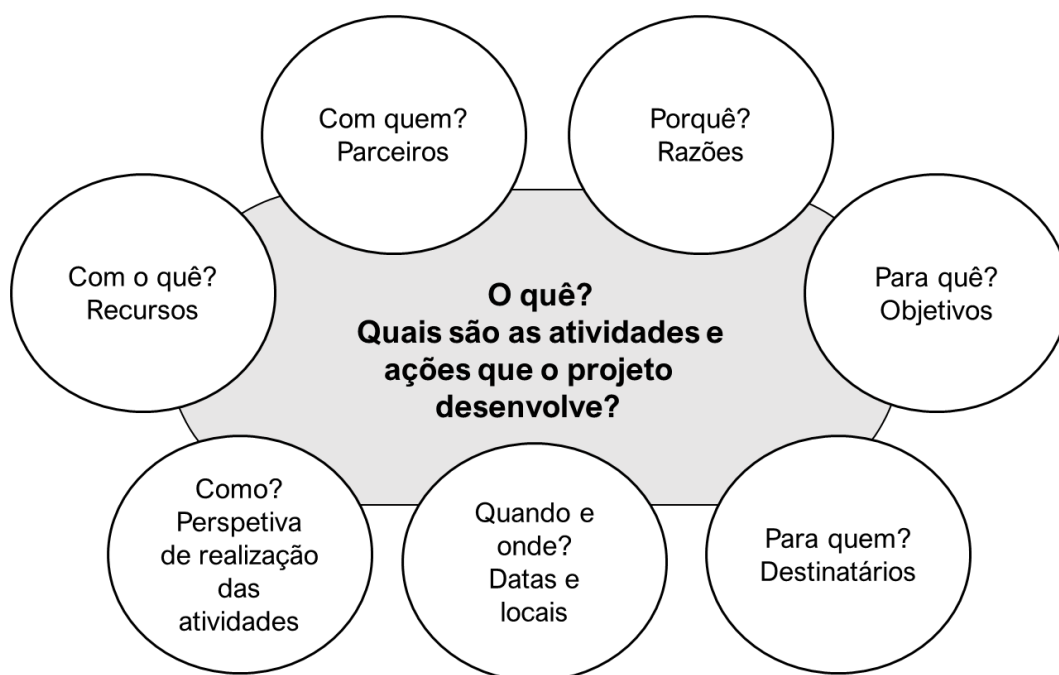 Com quem?
Parceiros
Porquê?
Razões
Com o quê?
Recursos
O quê?
Quais são as atividades e
ações que o projeto
desenvolve?
Para quê?
Objetivos
Como?
Perspetiva
de realização
das
atividades
Quando e
onde?
Datas e
locais
Para quem?
Destinatários